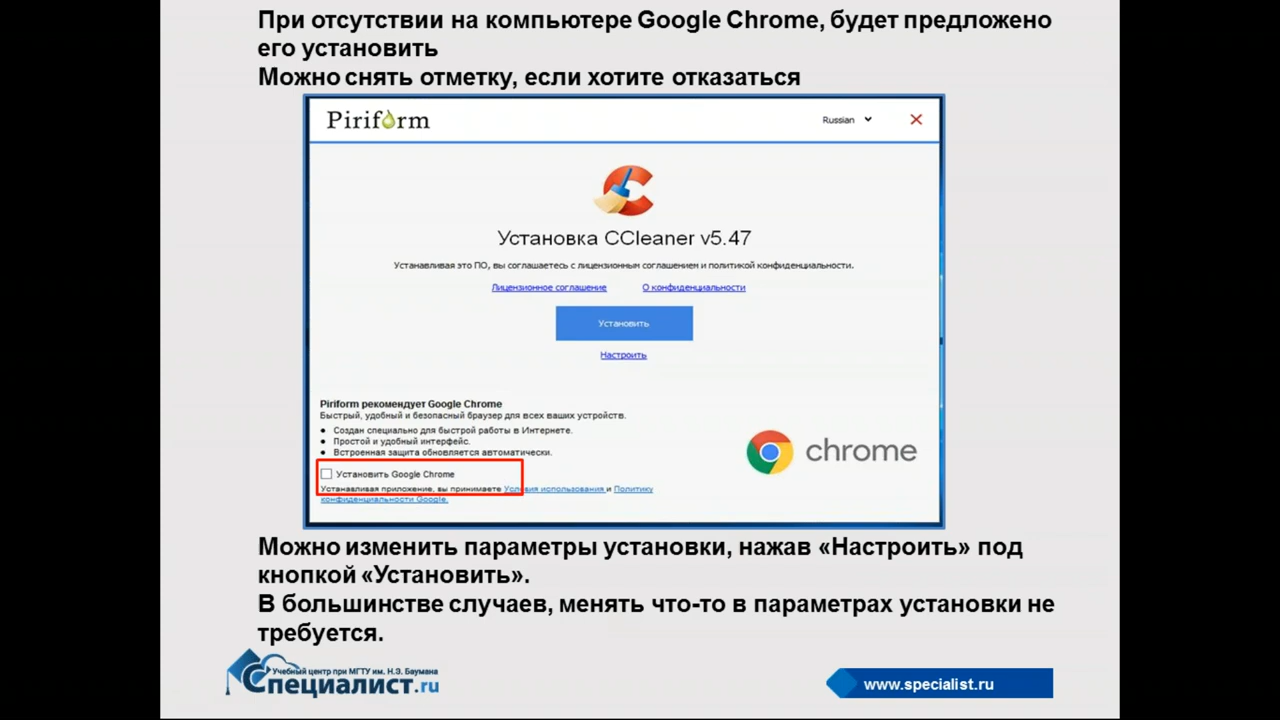 При отсутствии на компьютере Google Chrome, будет предложено
его установить
Можно снять отметку, если хотите отказаться
Piriform
Russian
Установка CCleaner v5.47
Устанавливая это ПО, вы соглашаетесь с лицензионным соглашением и политикой конфиденциальности.
Лицензионное соглашение О конфиденциальности
Установить
Настроить
Piriform рекомендует Google Chrome
Быстрый, удобный и безопасный браузер для всех ваших устройств.
• Создан специально для быстрой работы в Интернете.
• Простой и удобный интерфейс.
• Встроенная защита обновляется автоматически.
chrome
Установить Google Chrome
Устанавливая приложение, вы принимаете Условия использования и Политику
конфиденциальности Google.
Можно изменить параметры установки, нажав «Настроить» под
кнопкой «Установить».
В большинстве случаев, менять что-то в параметрах установки не
требуется.
Учебный центр при МГТУ им. Н.Э. Баумана
Специалист.ru
www.specialist.ru